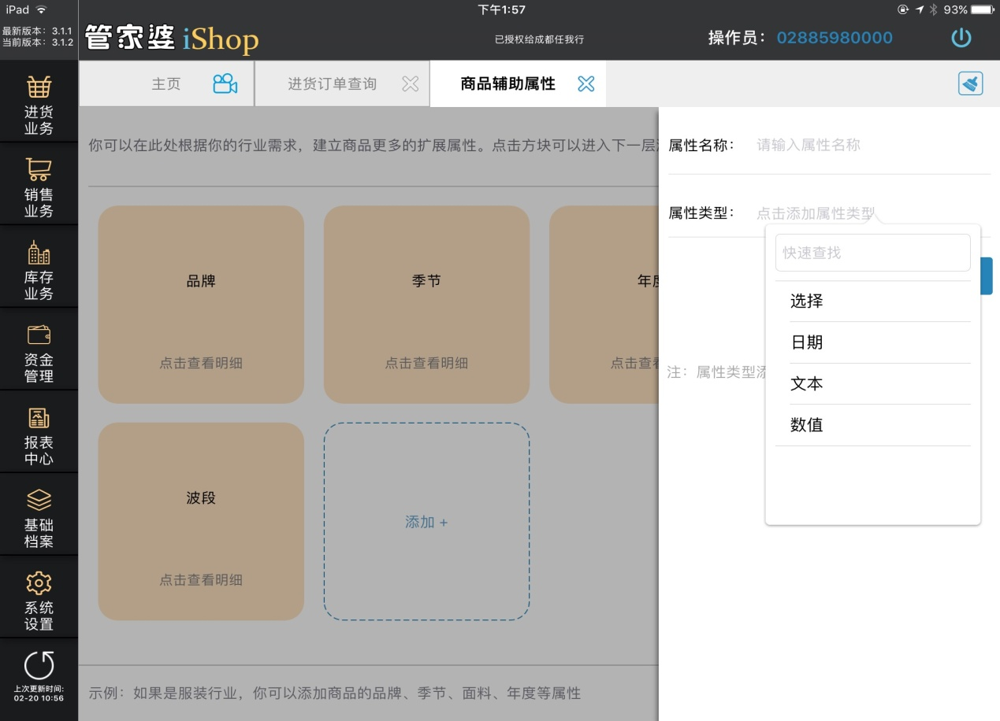 iPad
下午1:57
93%
最新版本：3.1.1
当前版本：3.1.2
管家婆 iShop
已授权给成都任我行
操作员：02885980000
主页
进货订单查询
商品辅助属性
进货
业务
销售
业务
库存
业务
资金
管理
报表
中心
基础
档案
系统
设置
上次更新时间:
02-20 10:56
你可以在此处根据你的行业需求，建立商品更多的扩展属性。点击方块可以进入下一层
品牌
点击查看明细
季节
点击查看明细
年度
点击查看
波段
点击查看明细
添加 +
示例：如果是服装行业，你可以添加商品的品牌、季节、面料、年度等属性
属性名称：
请输入属性名称
属性类型：
点击添加属性类型
快速查找
选择
日期
文本
数值
注：属性类型添